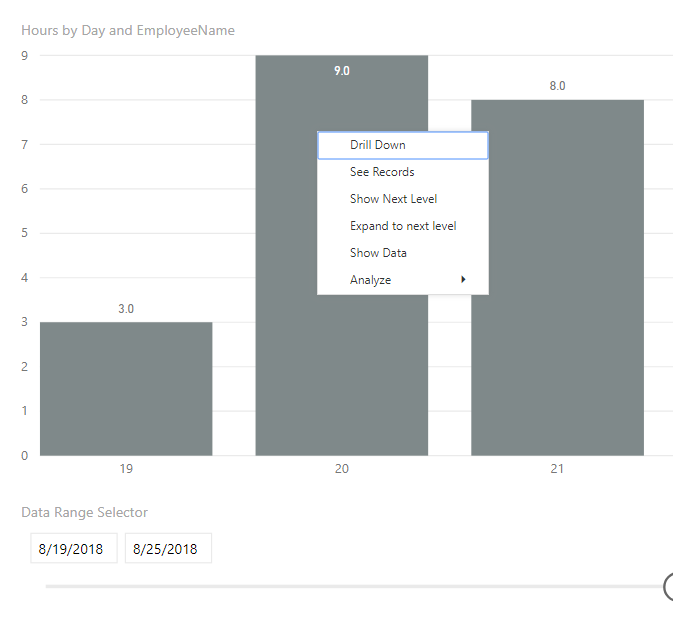 Hours by Day and EmployeeName
9
9.0
8
8.0
7
Drill Down
See Records
6
Show Next Level
Expand to next level
5
Show Data
4
Analyze
3
3.0
2
1
0
19 20 21
Data Range Selector
8/19/2018 8/25/2018